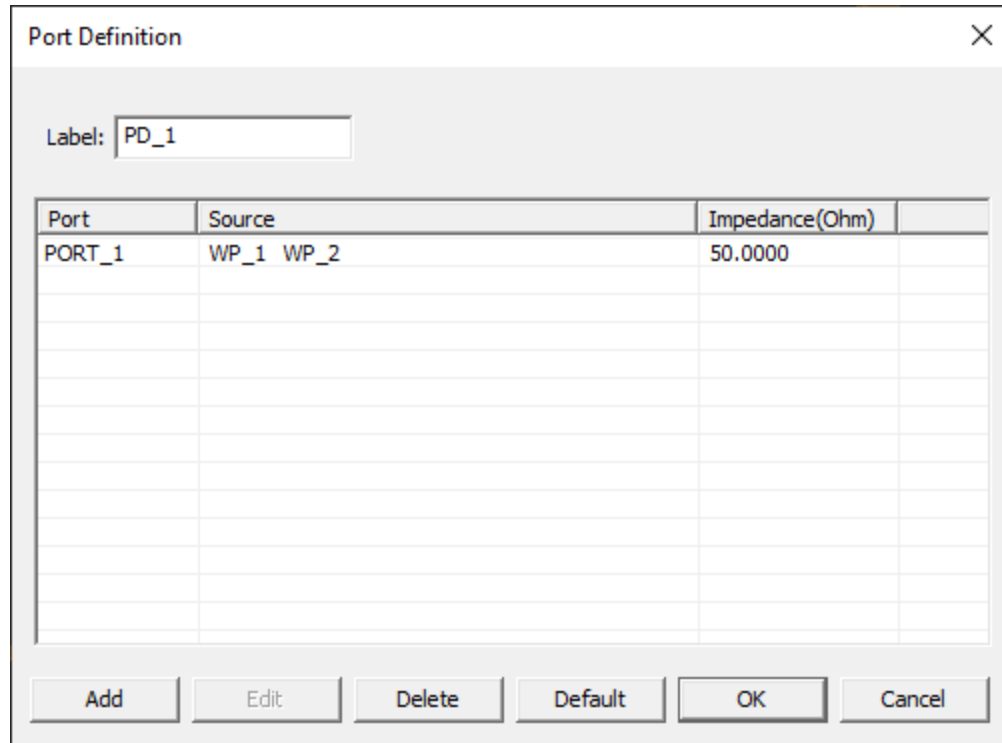 Port Definition
Label: PD_1
Port Source Impedance(Ohm)
PORT_1 WP_1 WP_2 50.0000
Add Edit Delete Default OK Cancel